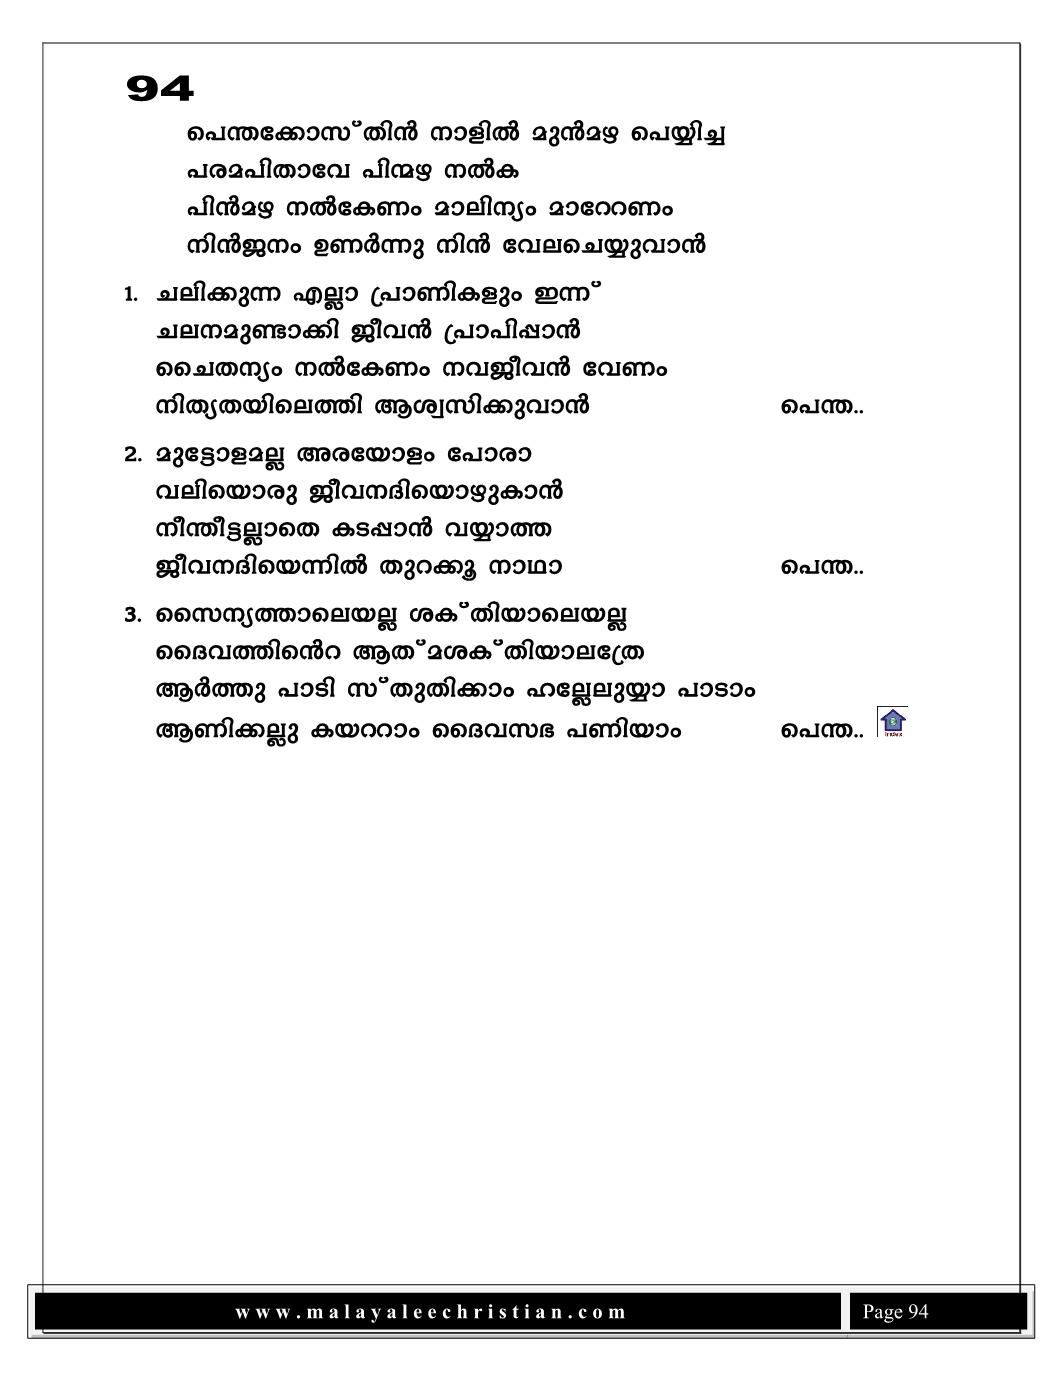 94
പെന്തക്കോസ്തിൻ നാളിൽ മുൻമഴ പെയ്യിച്ച
പരമപിതാവേ പിന്മഴ നൽക
പിൻമഴ നൽകേണം മാലിന്യം മാറേറണം
നിൻജനം ഉണർന്നു നിൻ വേലചെയ്യുവാൻ
1. ചലിക്കുന്ന എല്ലാ പ്രാണികളും ഇന്ന്
ചലനമുണ്ടാക്കി ജീവൻ പ്രാപിപ്പാൻ
ചൈതന്യം നൽകേണം നവജീവൻ വേണം
നിത്യതയിലെത്തി ആശ്വസിക്കുവാൻ പെന്ത..
2. മുട്ടോളമല്ല അരയോളം പോരാ
വലിയൊരു ജീവനദിയൊഴുകാൻ
നീന്തീട്ടല്ലാതെ കടപ്പാൻ വയ്യാത്ത
ജീവനദിയെന്നിൽ തുറക്കൂ നാഥാ പെന്ത..
3. സൈന്യത്താലെയല്ല ശക്തിയാലെയല്ല
ദൈവത്തിൻെറ ആത്മശക്തിയാലത്രേ
ആർത്തു പാടി സ്തുതിക്കാം ഹല്ലേലുയ്യാ പാടാം
ആണിക്കല്ലു കയററാം ദൈവസഭ പണിയാം പെന്ത.. Index
www.malayaleechristian.com Page 94